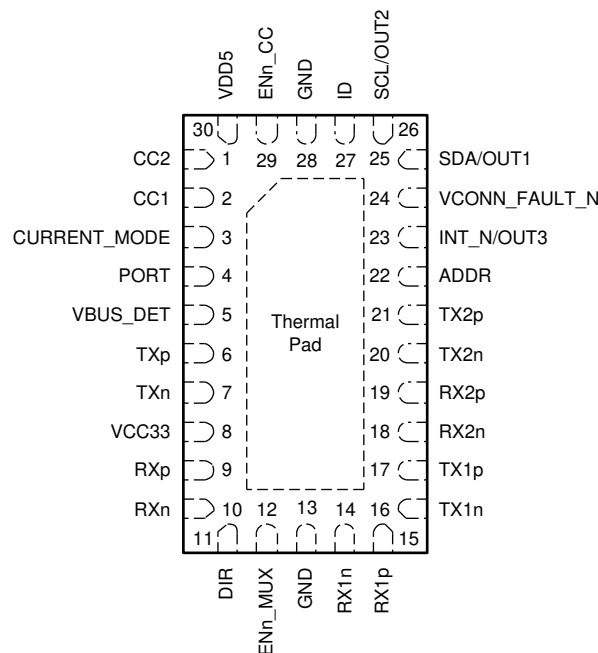 VDD5
ENn_CC
GND
ID
SCL/OUT2
30
29
28
27
26
CC2 1
CC1 2
CURRENT_MODE 3
PORT 4
VBUS_DET 5
TXp 6
TXn 7
VCC33 8
RXp 9
RXn 10
Thermal
Pad
25 SDA/OUT1
24 VCONN_FAULT_N
23 INT_N/OUT3
22 ADDR
21 TX2p
20 TX2n
19 RX2p
18 RX2n
17 TX1p
16 TX1n
11
12
13
14
15
DIR
ENn_MUX
GND
RX1n
RX1p